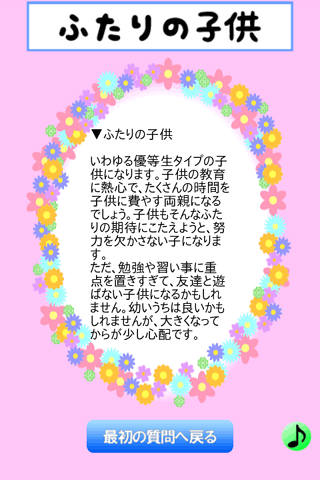 ふたりの子供
▼ふたりの子供
いわゆる優等生タイプの子
供になります。子供の教育
に熱心で、たくさんの時間を
子供に費やす両親になる
でしょう。子供もそんなふた
りの期待にこたえようと、努
力を欠かさない子になりま
す。
ただ、勉強や習い事に重
点を置きすぎて、友達と遊
ばない子供になるかもしれ
ません。幼いうちは良いかも
しれませんが、大きくなって
からが少し心配です。
最初の質問へ戻る